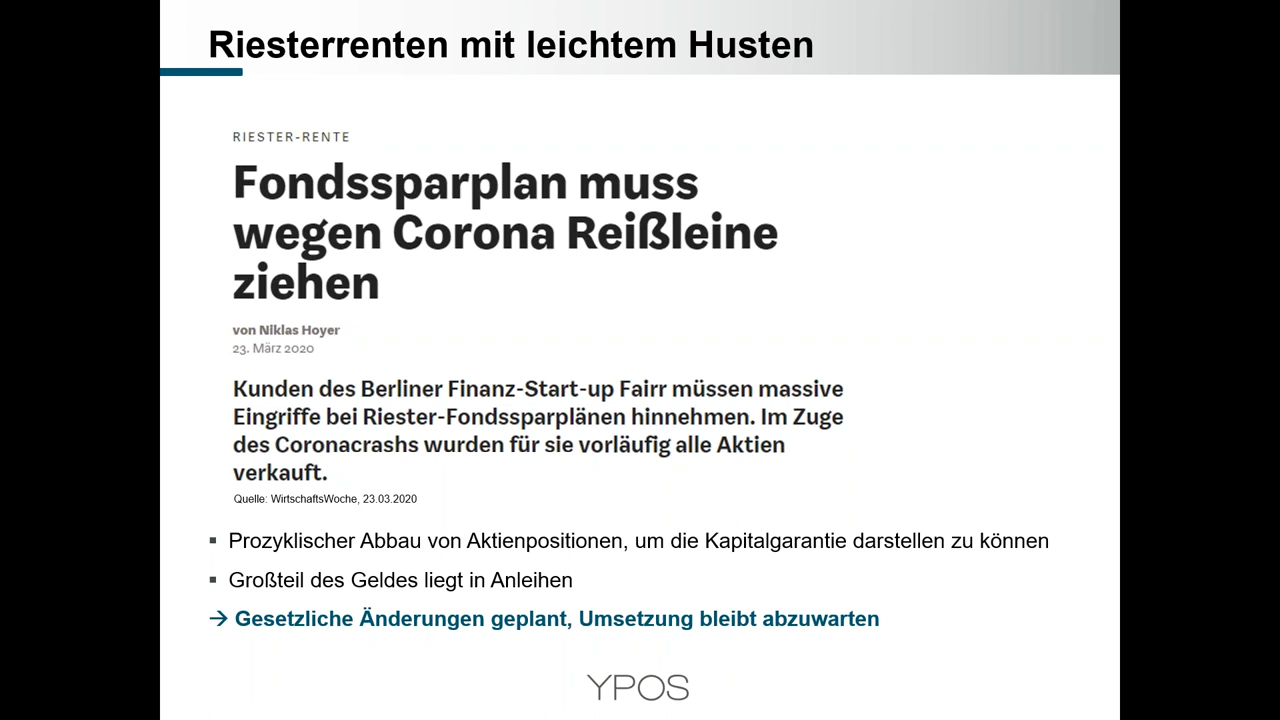 Riesterrenten mit leichtem Husten
RIESTER-RENTE
Fondssparplan muss
wegen Corona Reißleine
ziehen
von Niklas Hoyer
23. März 2020
Kunden des Berliner Finanz-Start-up Fairr müssen massive
Eingriffe bei Riester-Fondssparplänen hinnehmen. Im Zuge
des Coronacrashs wurden für sie vorläufig alle Aktien
verkauft.
Quelle: WirtschaftsWoche, 23.03.2020
▪ Prozyklischer Abbau von Aktienpositionen, um die Kapitalgarantie darstellen zu können
▪ Großteil des Geldes liegt in Anleihen
→ Gesetzliche Änderungen geplant, Umsetzung bleibt abzuwarten
YPOS